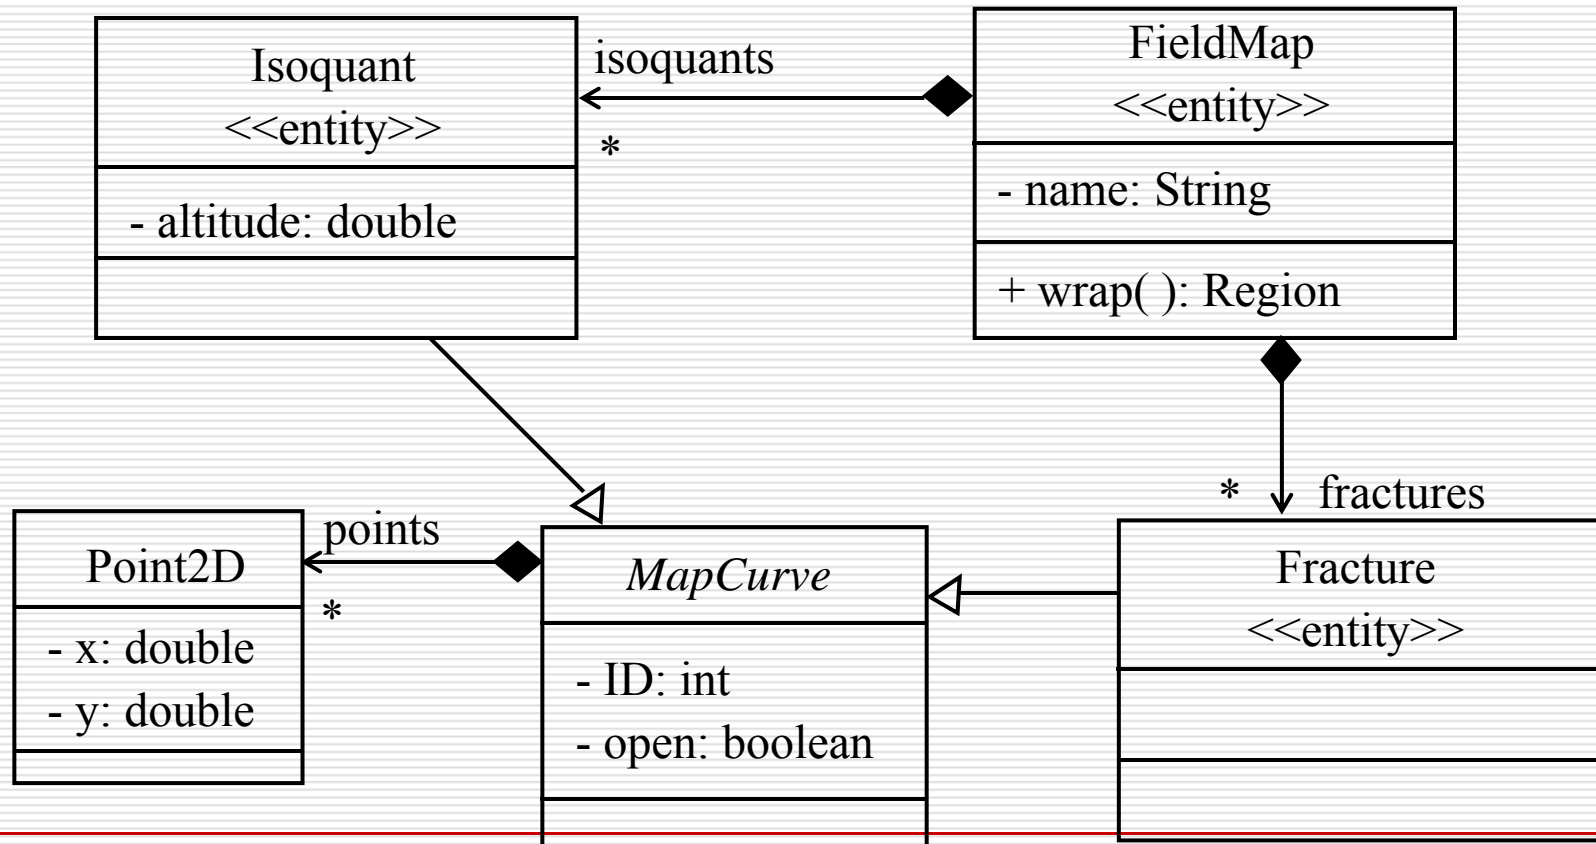 Isoquant
<<entity>>
- altitude: double
isoquants
*
FieldMap
<<entity>>
- name: String
+ wrap( ): Region
* fractures
Point2D
- x: double
- y: double
points
*
MapCurve
- ID: int
- open: boolean
Fracture
<<entity>>